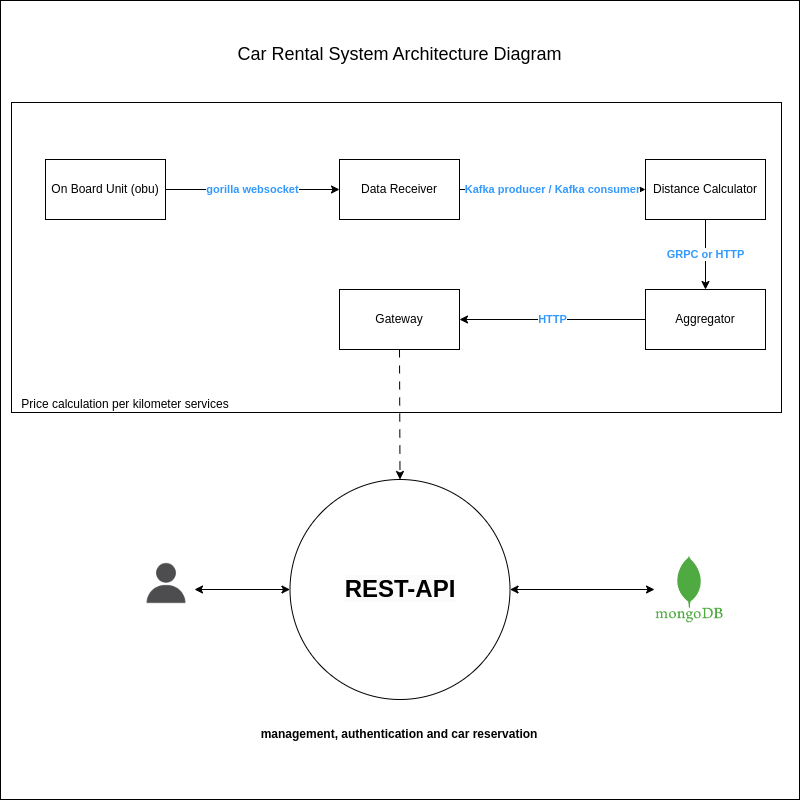 Car Rental System Architecture Diagram
On Board Unit (obu)
gorilla websocket
Data Receiver
Kafka producer / Kafka consumer
Distance Calculator
GRPC or HTTP
Gateway
HTTP
Aggregator
Price calculation per kilometer services
REST-API
mongoDB
management, authentication and car reservation